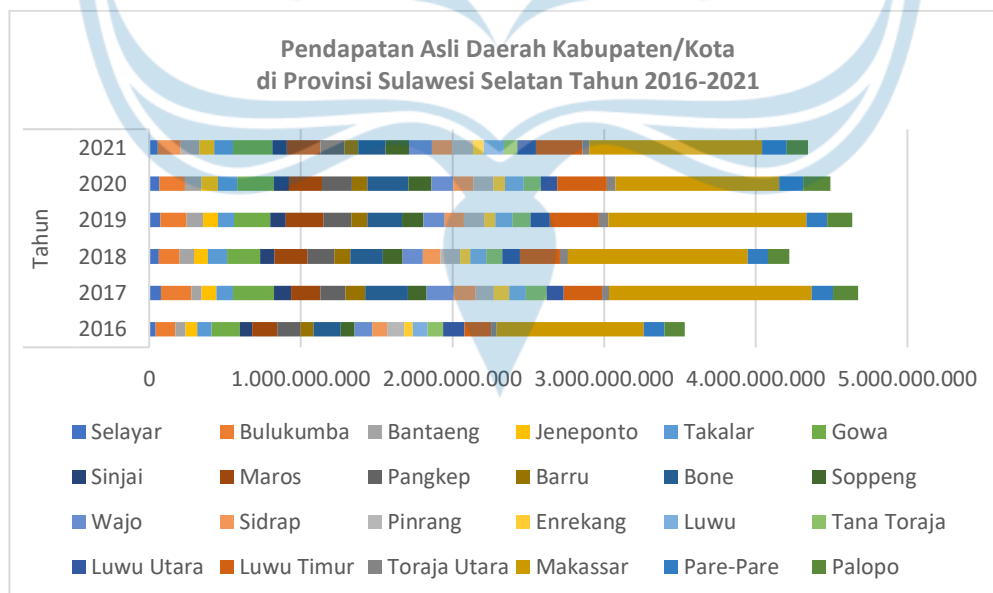 Pendapatan Asli Daerah Kabupaten/Kota
di Provinsi Sulawesi Selatan Tahun 2016-2021
Tahun
2021
2020
2019
2018
2017
2016
0 1.000.000.000 2.000.000.000 3.000.000.000 4.000.000.000 5.000.000.000
Selayar Bulukumba Bantaeng Jeneponto Takalar Gowa
Sinjai Maros Pangkep Barru Bone Soppeng
Wajo Sidrap Pinrang Enrekang Luwu Tana Toraja
Luwu Utara Luwu Timur Toraja Utara Makassar Pare-Pare Palopo